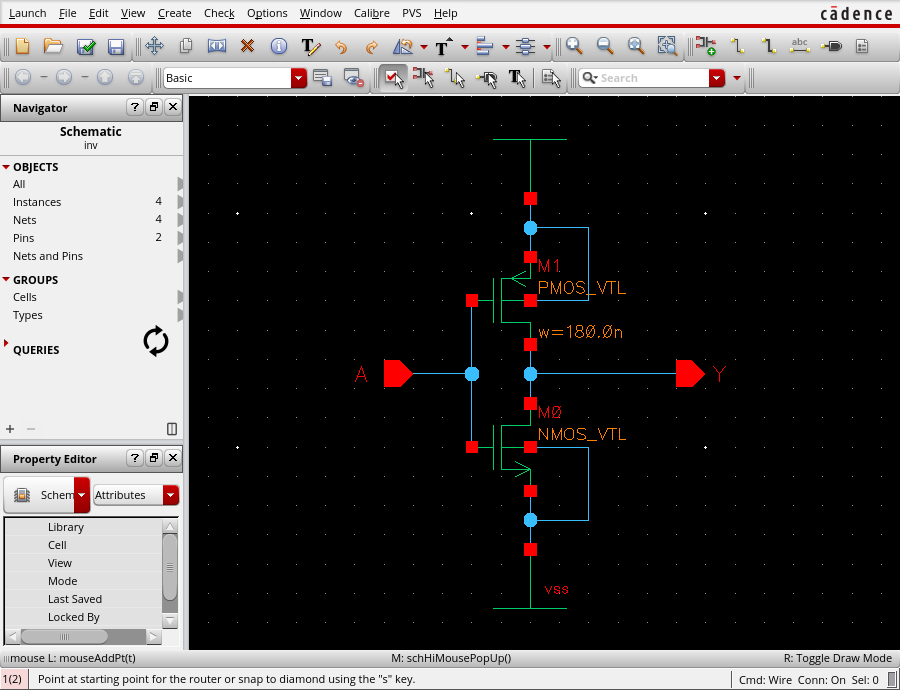 Launch File Edit View Create Check Options Window Calibre PVS Help
cādence
abc
Basic
Search
Navigator
Schematic
inv
OBJECTS
All
Instances 4
Nets 4
Pins 2
Nets and Pins
GROUPS
Cells
Types
QUERIES
Property Editor
Schem Attributes
Library
Cell
View
Mode
Last Saved
Locked By
M1
PMOS_VTL
w=180.0n
A
Y
M0
NMOS_VTL
vss
mouse L: mouseAddPt(t) M: schHiMousePopUp() R: Toggle Draw Mode
1(2) Point at starting point for the router or snap to diamond using the "s" key. Cmd: Wire Conn: On Sel: 0